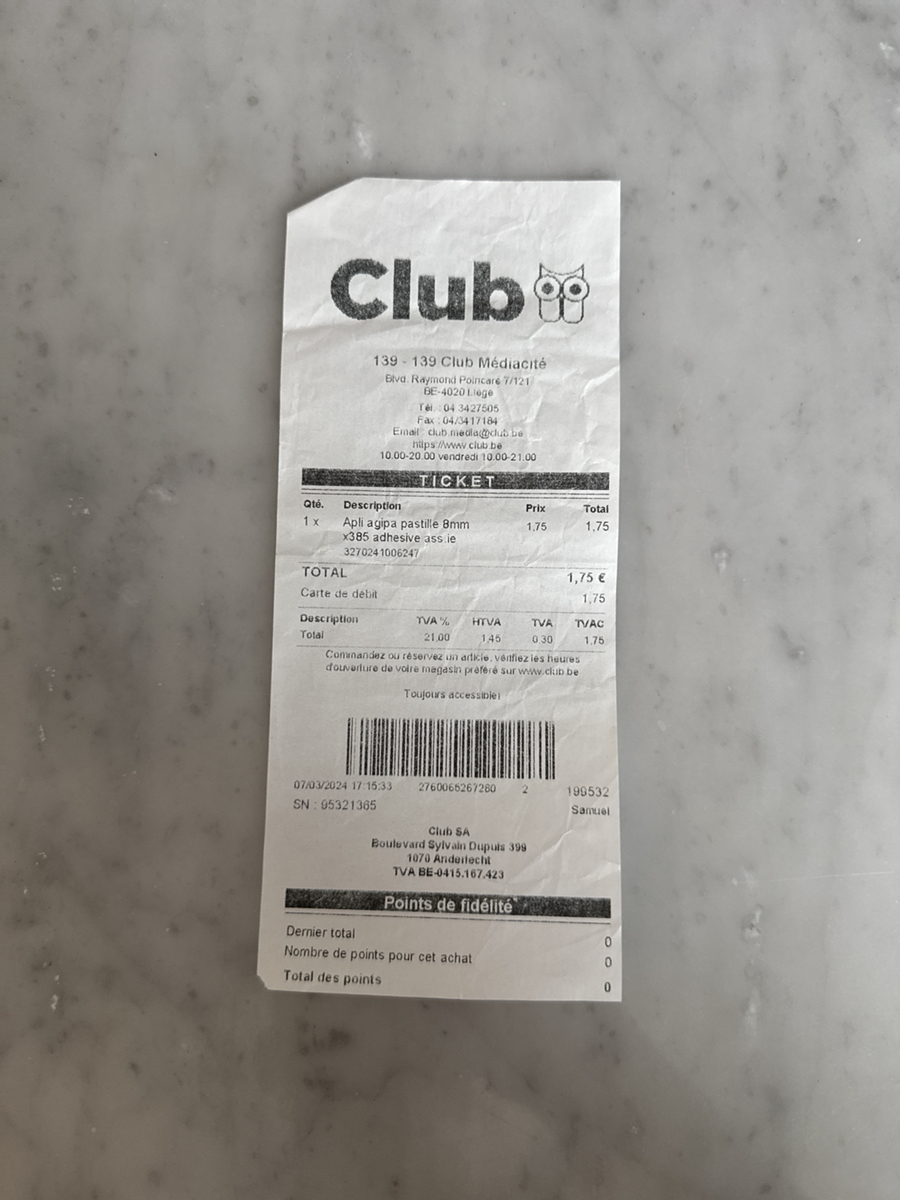 Club
139 - 139 Club Médiacité
Blvd. Raymond Poincaré 7/121
BE-4020 Liège
Tél. : 04 3427505
Fax : 04/3417184
Email : club.media@club.be
https://www.club.be
10.00-20.00 vendredi 10.00-21.00
TICKET
Qté. Description Prix Total
1 x Apli agipa pastille 8mm 1,75 1,75
x385 adhesive ass.ie
3270241006247
TOTAL 1,75 €
Carte de débit 1,75
Description TVA % HTVA TVA TVAC
Total 21,00 1,45 0,30 1,75
Commandez ou réservez un article, vérifiez les heures
d'ouverture de votre magasin préféré sur www.club.be
Toujours accessible!
07/03/2024 17:15:33 2760065267280 2 199532
SN : 95321365 Samuel
Club SA
Boulevard Sylvain Dupuis 399
1070 Anderlecht
TVA BE-0415.167.423
Points de fidélité*
Dernier total 0
Nombre de points pour cet achat 0
Total des points 0